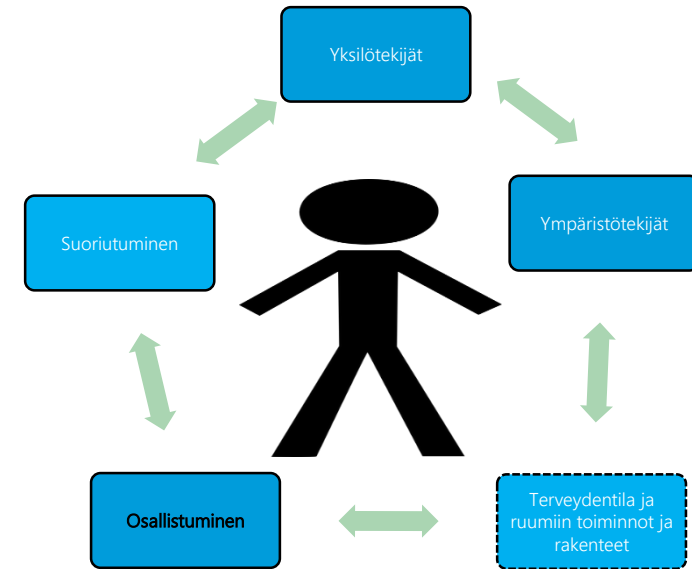 Yksilötekijät
Ympäristötekijät
Suoriutuminen
Osallistuminen
Terveydentila ja
ruumiin toiminnot ja
rakenteet